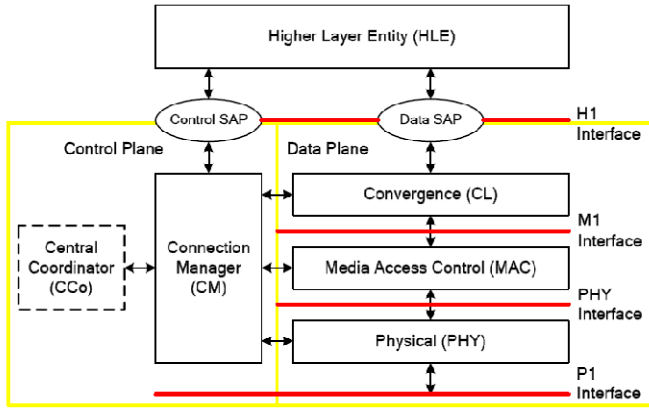 Higher Layer Entity (HLE)
Control SAP
Data SAP
H1
Interface
Control Plane
Data Plane
Convergence (CL)
M1
Interface
Central
Coordinator
(CCo)
Connection
Manager
(CM)
Media Access Control (MAC)
PHY
Interface
Physical (PHY)
P1
Interface